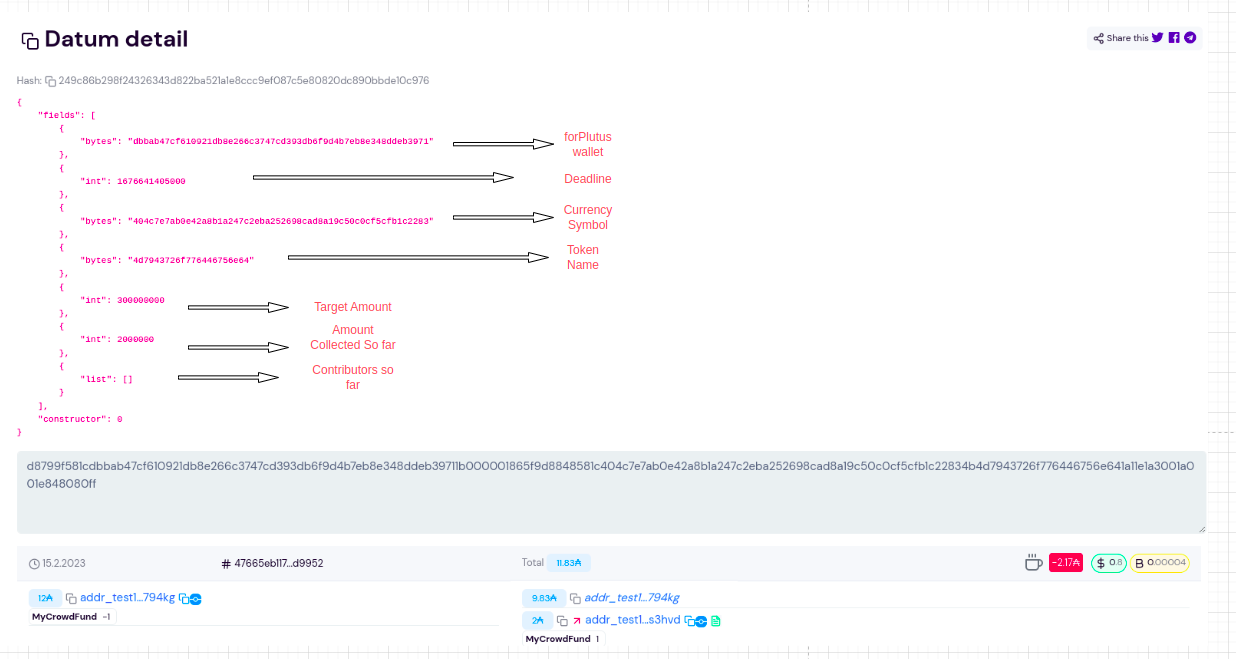 Datum detail
Share this
Hash: 249c86b298f24326343d822ba521a1e8ccc9ef087c5e80820dc890bbde10c976
{
"fields": [
{
"bytes": "dbbab47cf610921db8e266c3747cd393db6f9d4b7eb8e348ddeb3971"
forPlutus
wallet
},
{
"int": 1676641405000
Deadline
},
{
"bytes": "404c7e7ab0e42a8b1a247c2eba252698cad8a19c50c0cf5cfb1c2283"
Currency
Symbol
},
{
"bytes": "4d7943726f776446756e64"
Token
Name
},
{
"int": 300000000
Target Amount
},
{
"int": 2000000
Amount
Collected So far
},
{
"list": []
Contributors so
far
}
],
"constructor": 0
}
d8799f581cdbbab47cf610921db8e266c3747cd393db6f9d4b7eb8e348ddeb39711b000001865f9d8848581c404c7e7ab0e42a8b1a247c2eba252698cad8a19c50c0cf5cfb1c22834b4d7943726f776446756e641a11e1a3001a0
01e848080ff
15.2.2023
# 47665eb117...d9952
Total 11.83₳
-2.17₳
$ 0.8
B 0.00004
12₳ addr_test1...794kg
MyCrowdFund -1
9.83₳ addr_test1...794kg
2₳ addr_test1...s3hvd
MyCrowdFund 1